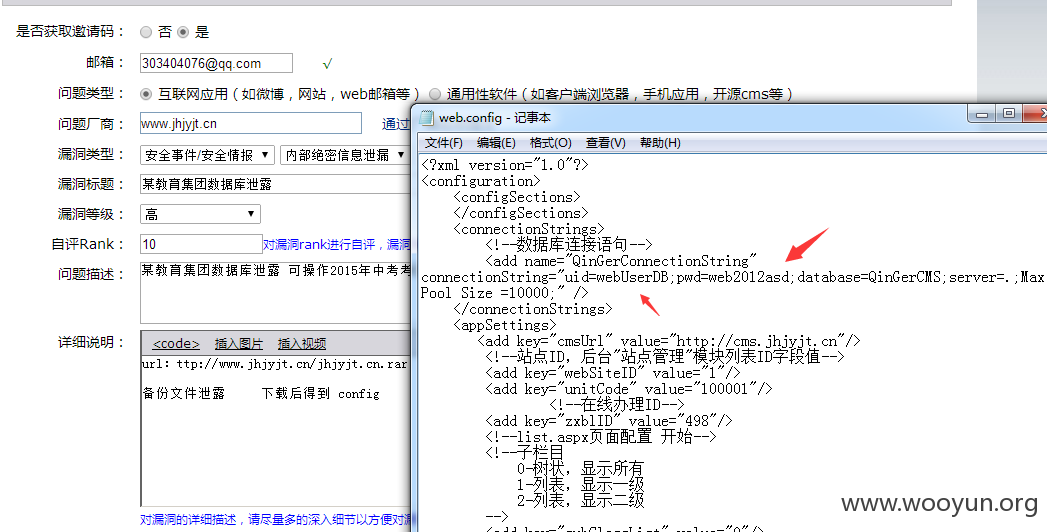 是否获取邀请码： 否 是
邮箱： 303404076@qq.com √
问题类型： 互联网应用（如微博，网站，web邮箱等） 通用性软件（如客户端浏览器，手机应用，开源cms等）
问题厂商： www.jhjyjt.cn 通过
漏洞类型： 安全事件/安全情报 ▼ 内部绝密信息泄漏 ▼
漏洞标题： 某教育集团数据库泄露
漏洞等级： 高 ▼
自评Rank： 10 对漏洞rank进行自评，漏洞
问题描述： 某教育集团数据库泄露 可操作2015年中考考
详细说明： <code> 插入图片 插入视频
url: ttp://www.jhjyjt.cn/jhjyjt.cn.rar
备份文件泄露 下载后得到 config
对漏洞的详细描述，请尽量多的深入细节以方便对漏
web.config - 记事本
文件(F) 编辑(E) 格式(O) 查看(V) 帮助(H)
<?xml version="1.0"?>
<configuration>
<configSections>
</configSections>
<connectionStrings>
<!--数据库连接语句-->
<add name="QinGerConnectionString"
connectionString="uid=webUserDB;pwd=web2012asd;database=QinGerCMS;server=.;Max
Pool Size =10000;" />
</connectionStrings>
<appSettings>
<add key="cmsUrl" value="http://cms.jhjyjt.cn"/>
<!--站点ID，后台"站点管理"模块列表ID字段值-->
<add key="webSiteID" value="1"/>
<add key="unitCode" value="100001"/>
<!--在线办理ID-->
<add key="zxblID" value="498"/>
<!--list.aspx页面配置 开始-->
<!--子栏目
0-树状，显示所有
1-列表，显示一级
2-列表，显示二级
-->
www.wooyun.org